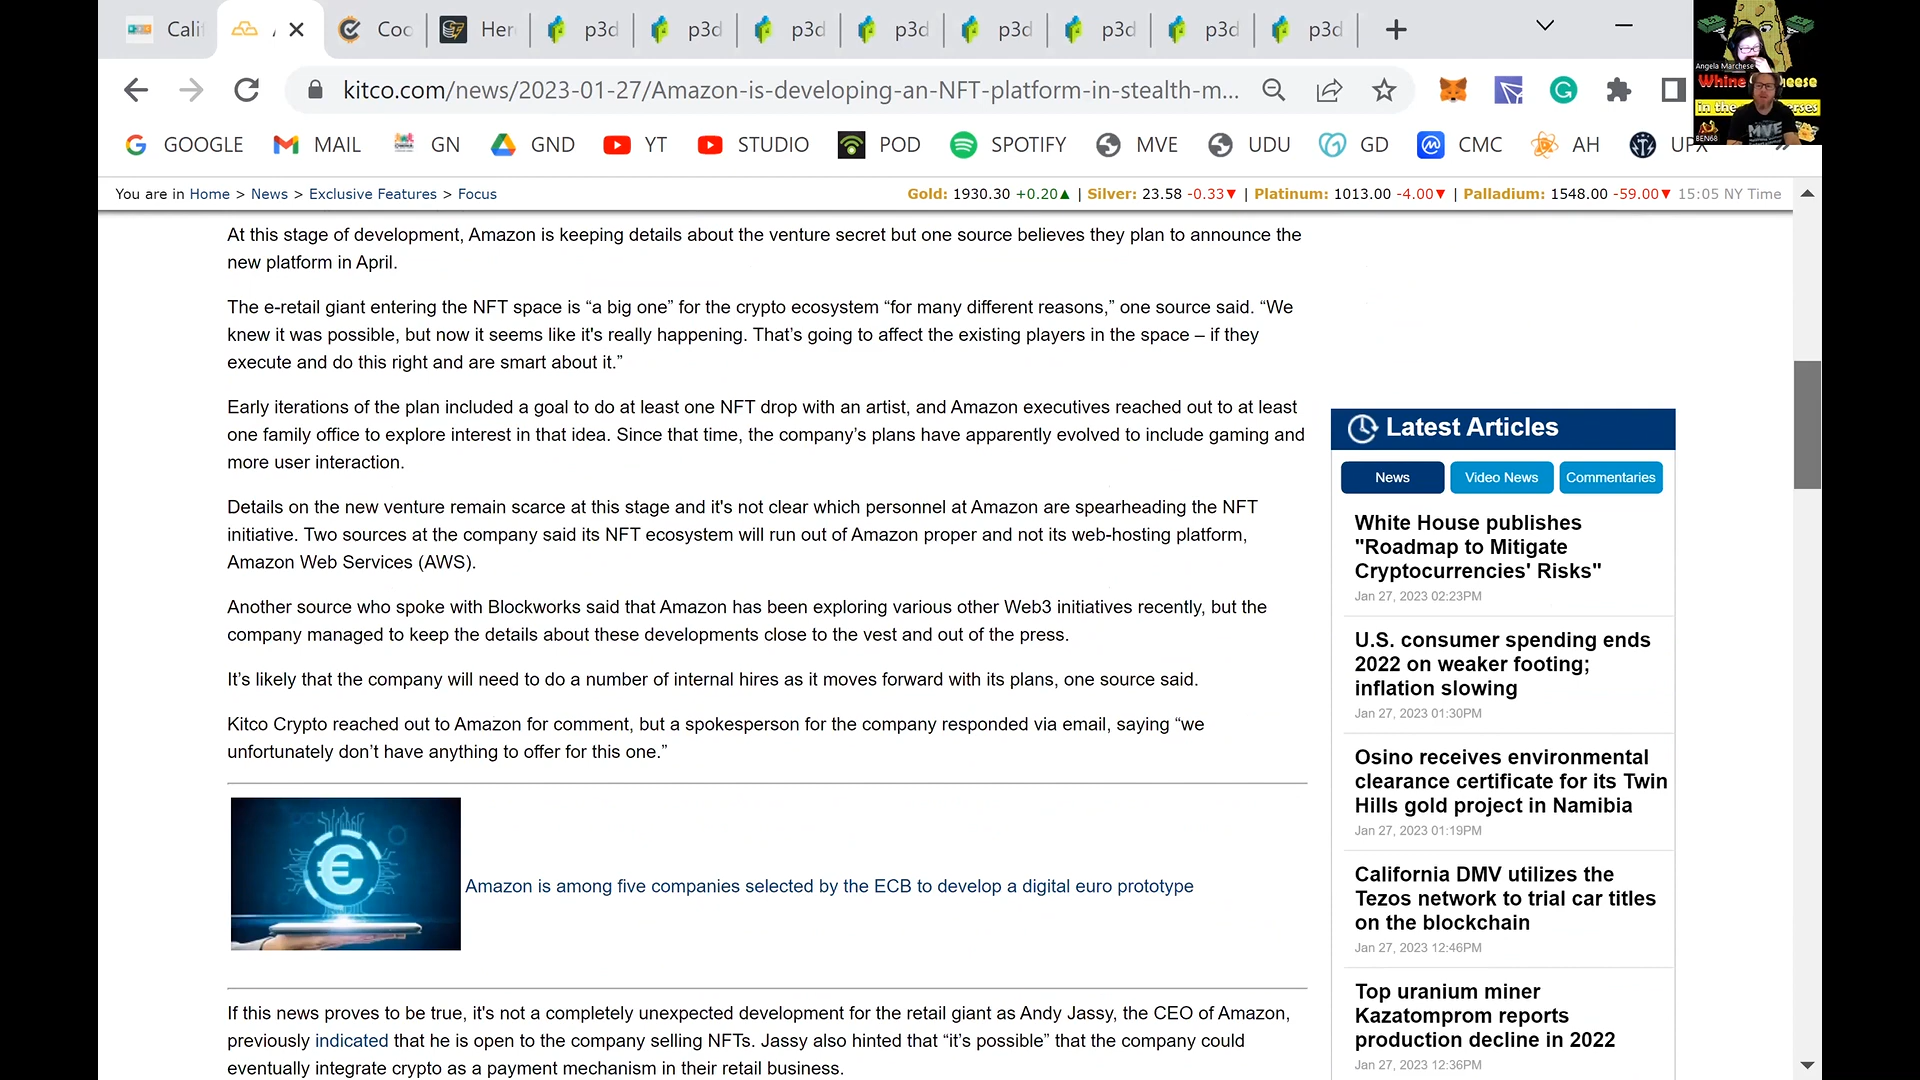 Cali
Coc
Her
p3d
p3d
p3d
p3d
p3d
p3d
p3d
p3d
kitco.com/news/2023-01-27/Amazon-is-developing-an-NFT-platform-in-stealth-m...
Angela Marchese
Whine
eese
in the
rses
MVE
BEN68
GOOGLE
MAIL
GN
GND
YT
STUDIO
POD
SPOTIFY
MVE
UDU
GD
CMC
AH
UPX
You are in Home > News > Exclusive Features > Focus
Gold: 1930.30 +0.20▲ | Silver: 23.58 -0.33▼ | Platinum: 1013.00 -4.00▼ | Palladium: 1548.00 -59.00▼ 15:05 NY Time
At this stage of development, Amazon is keeping details about the venture secret but one source believes they plan to announce the
new platform in April.
The e-retail giant entering the NFT space is “a big one” for the crypto ecosystem “for many different reasons,” one source said. “We
knew it was possible, but now it seems like it's really happening. That’s going to affect the existing players in the space – if they
execute and do this right and are smart about it.”
Early iterations of the plan included a goal to do at least one NFT drop with an artist, and Amazon executives reached out to at least
one family office to explore interest in that idea. Since that time, the company’s plans have apparently evolved to include gaming and
more user interaction.
Details on the new venture remain scarce at this stage and it's not clear which personnel at Amazon are spearheading the NFT
initiative. Two sources at the company said its NFT ecosystem will run out of Amazon proper and not its web-hosting platform,
Amazon Web Services (AWS).
Another source who spoke with Blockworks said that Amazon has been exploring various other Web3 initiatives recently, but the
company managed to keep the details about these developments close to the vest and out of the press.
It’s likely that the company will need to do a number of internal hires as it moves forward with its plans, one source said.
Kitco Crypto reached out to Amazon for comment, but a spokesperson for the company responded via email, saying “we
unfortunately don’t have anything to offer for this one.”
Amazon is among five companies selected by the ECB to develop a digital euro prototype
If this news proves to be true, it's not a completely unexpected development for the retail giant as Andy Jassy, the CEO of Amazon,
previously indicated that he is open to the company selling NFTs. Jassy also hinted that “it’s possible” that the company could
eventually integrate crypto as a payment mechanism in their retail business.
Latest Articles
News
Video News
Commentaries
White House publishes
"Roadmap to Mitigate
Cryptocurrencies' Risks"
Jan 27, 2023 02:23PM
U.S. consumer spending ends
2022 on weaker footing;
inflation slowing
Jan 27, 2023 01:30PM
Osino receives environmental
clearance certificate for its Twin
Hills gold project in Namibia
Jan 27, 2023 01:19PM
California DMV utilizes the
Tezos network to trial car titles
on the blockchain
Jan 27, 2023 12:46PM
Top uranium miner
Kazatomprom reports
production decline in 2022
Jan 27, 2023 12:36PM